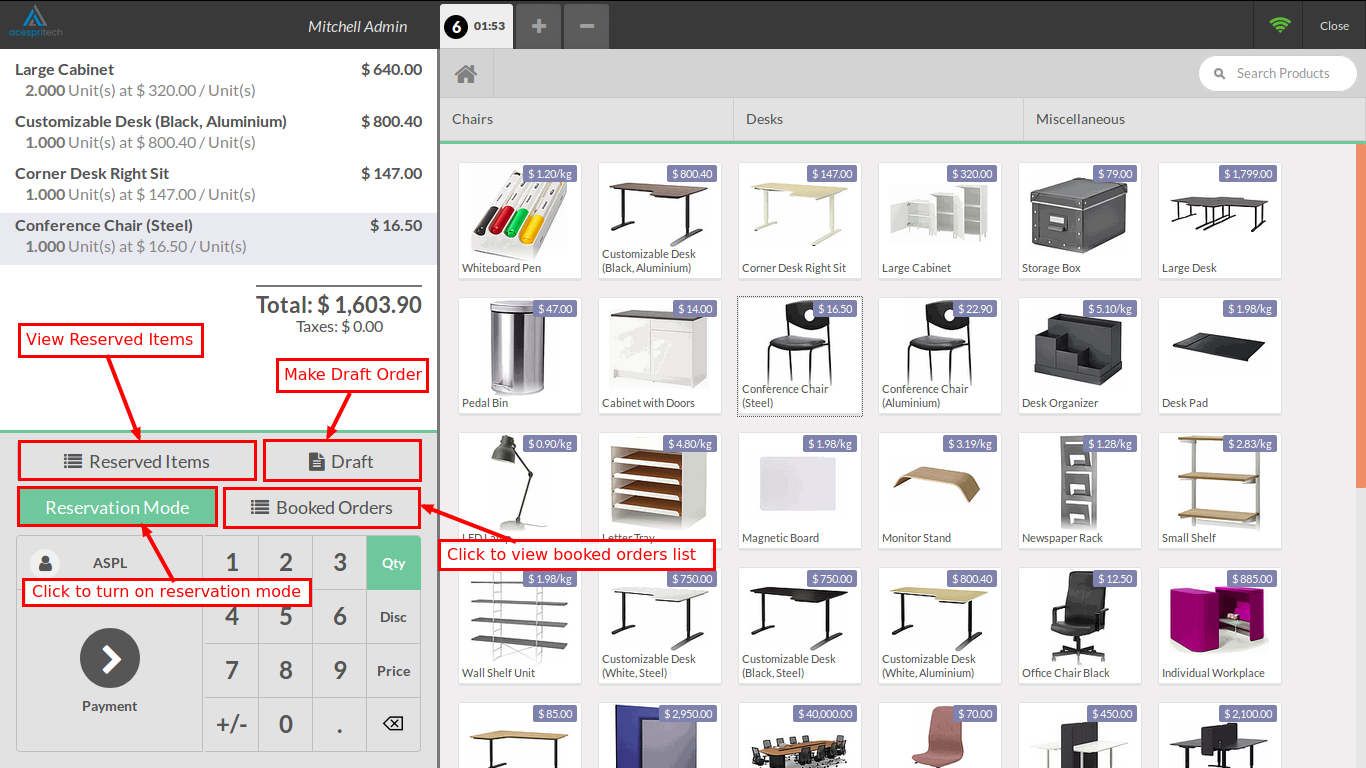 acespritech
Mitchell Admin
6 01:53
Close
Large Cabinet $ 640.00
2.000 Unit(s) at $ 320.00 / Unit(s)
Customizable Desk (Black, Aluminium) $ 800.40
1.000 Unit(s) at $ 800.40 / Unit(s)
Corner Desk Right Sit $ 147.00
1.000 Unit(s) at $ 147.00 / Unit(s)
Conference Chair (Steel) $ 16.50
1.000 Unit(s) at $ 16.50 / Unit(s)
Total: $ 1,603.90
Taxes: $ 0.00
View Reserved Items
Make Draft Order
Reserved Items
Draft
Reservation Mode
Booked Orders
Click to view booked orders list
ASPL
Click to turn on reservation mode
Payment
1 2 3 Qty
4 5 6 Disc
7 8 9 Price
+/- 0 .
Search Products
Chairs
Desks
Miscellaneous
$ 1.20/kg
Whiteboard Pen
$ 800.40
Customizable Desk
(Black, Aluminium)
$ 147.00
Corner Desk Right Sit
$ 320.00
Large Cabinet
$ 79.00
Storage Box
$ 1,799.00
Large Desk
$ 47.00
Pedal Bin
$ 14.00
Cabinet with Doors
$ 16.50
Conference Chair
(Steel)
$ 22.90
Conference Chair
(Aluminium)
$ 5.10/kg
Desk Organizer
$ 1.98/kg
Desk Pad
$ 0.90/kg
LED Lamp
$ 4.80/kg
Letter Tray
$ 1.98/kg
Magnetic Board
$ 3.19/kg
Monitor Stand
$ 1.28/kg
Newspaper Rack
$ 2.83/kg
Small Shelf
$ 1.98/kg
Wall Shelf Unit
$ 750.00
Customizable Desk
(White, Steel)
$ 750.00
Customizable Desk
(Black, Steel)
$ 800.40
Customizable Desk
(White, Aluminium)
$ 12.50
Office Chair Black
$ 885.00
Individual Workplace
$ 85.00
$ 2,950.00
$ 40,000.00
$ 70.00
$ 450.00
$ 2,100.00